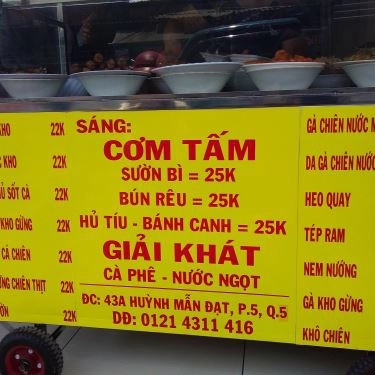 KHO 22K
KHO 22K
SỐT CÀ 22K
KHO GỪNG 22K
CÁ CHIÊN 22K
CHIÊN THỊT 22K
22K
SÁNG:
CƠM TẤM
SƯỜN BÌ = 25K
BÚN RÊU = 25K
HỦ TÍU - BÁNH CANH = 25K
GIẢI KHÁT
CÀ PHÊ - NƯỚC NGỌT
ĐC: 43A HUỲNH MẪN ĐẠT, P.5, Q.5
DĐ: 0121 4311 416
GÀ CHIÊN NƯỚC
DA GÀ CHIÊN NƯỚC
HEO QUAY
TÉP RAM
NEM NƯỚNG
GÀ KHO GỪNG
KHÔ CHIÊN